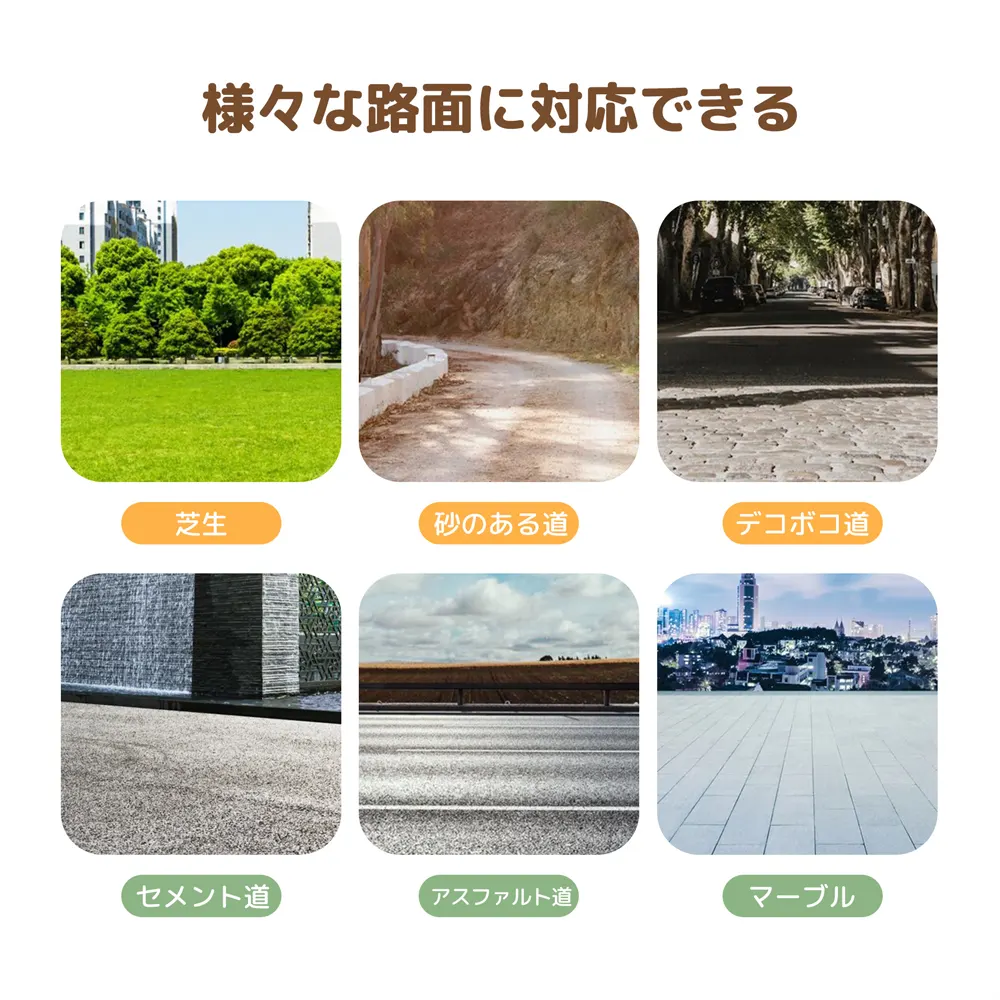 様々な路面に対応できる
芝生
砂のある道
デコボコ道
セメント道
アスファルト道
マーブル